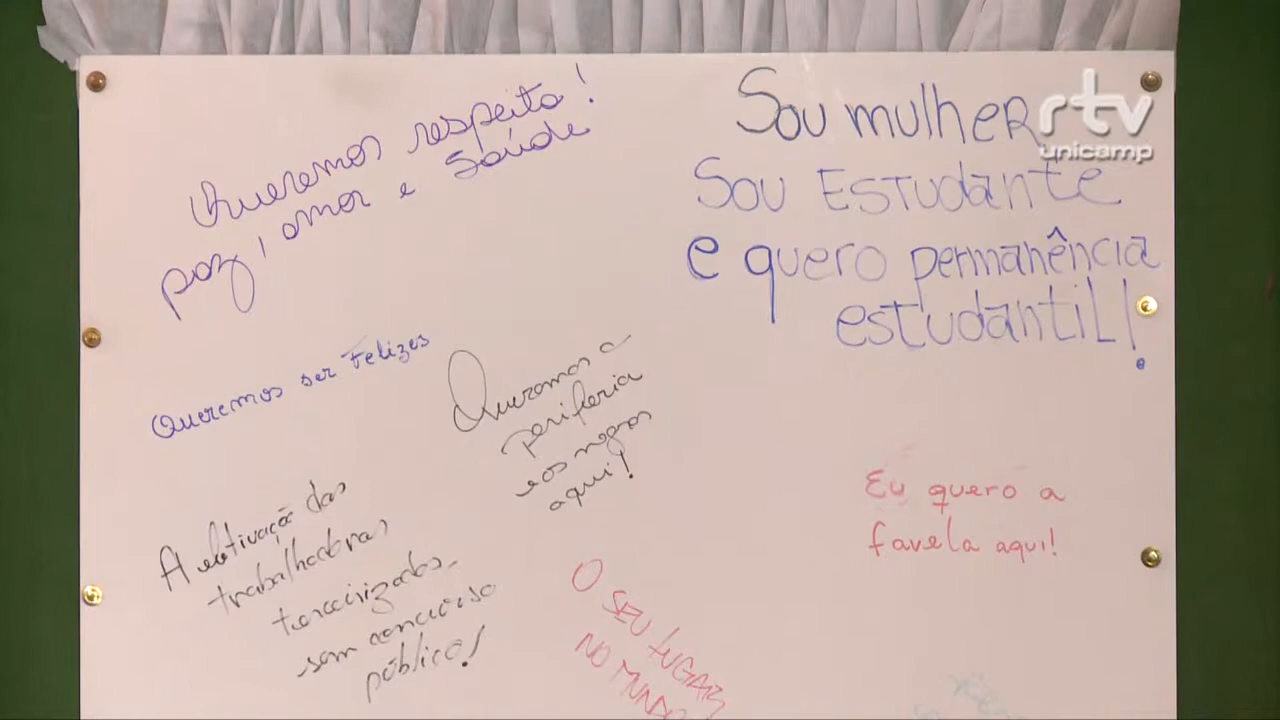 Queremos respeito!
paz, amor e saúde
Sou mulher
Sou Estudante
e quero permanência
estudantil!
rtv
unicamp
Queremos ser felizes
Queremos a
periferia
e os negros
aqui!
A efetivação das
trabalhadoras
terceirizadas
sem concurso
público!
Eu quero a
favela aqui!
O SEU LUGAR
NO MUNDO